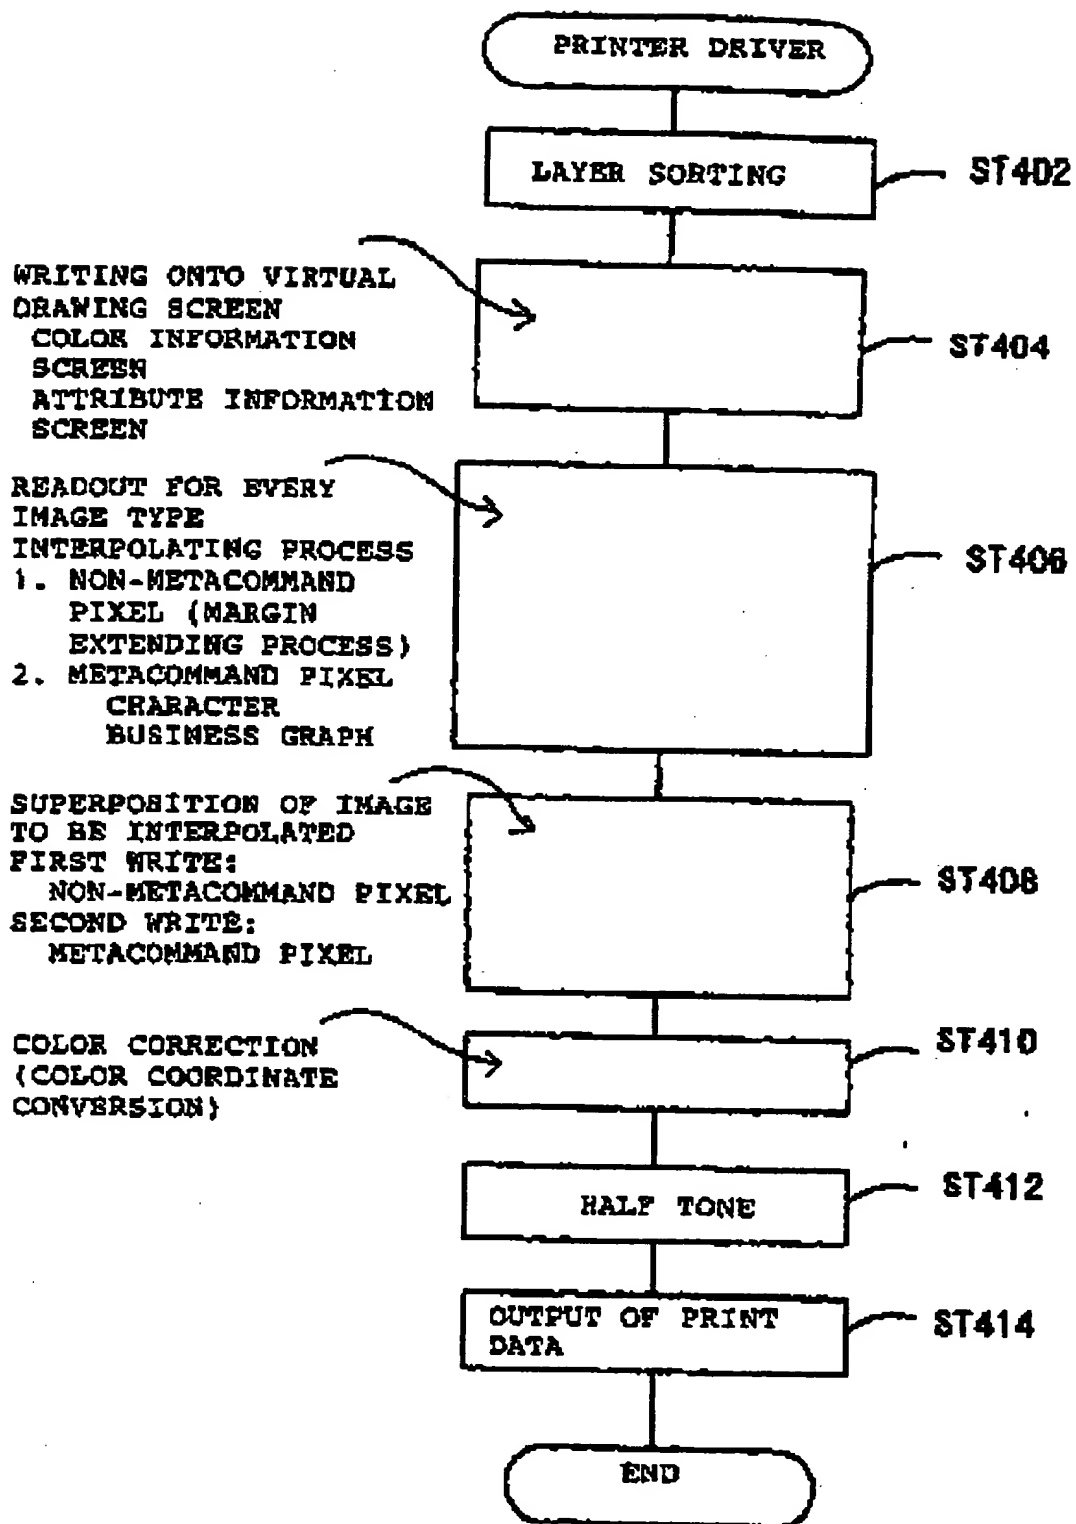 PRINTER DRIVER
LAYER SORTING
ST402
WRITING ONTO VIRTUAL
DRAWING SCREEN
COLOR INFORMATION
SCREEN
ATTRIBUTE INFORMATION
SCREEN
ST404
READOUT FOR EVERY
IMAGE TYPE
INTERPOLATING PROCESS
1. NON-METACOMMAND
PIXEL (MARGIN
EXTENDING PROCESS)
2. METACOMMAND PIXEL
CHARACTER
BUSINESS GRAPH
ST406
SUPERPOSITION OF IMAGE
TO BE INTERPOLATED
FIRST WRITE:
NON-METACOMMAND PIXEL
SECOND WRITE:
METACOMMAND PIXEL
ST408
COLOR CORRECTION
(COLOR COORDINATE
CONVERSION)
ST410
HALF TONE
ST412
OUTPUT OF PRINT
DATA
ST414
END